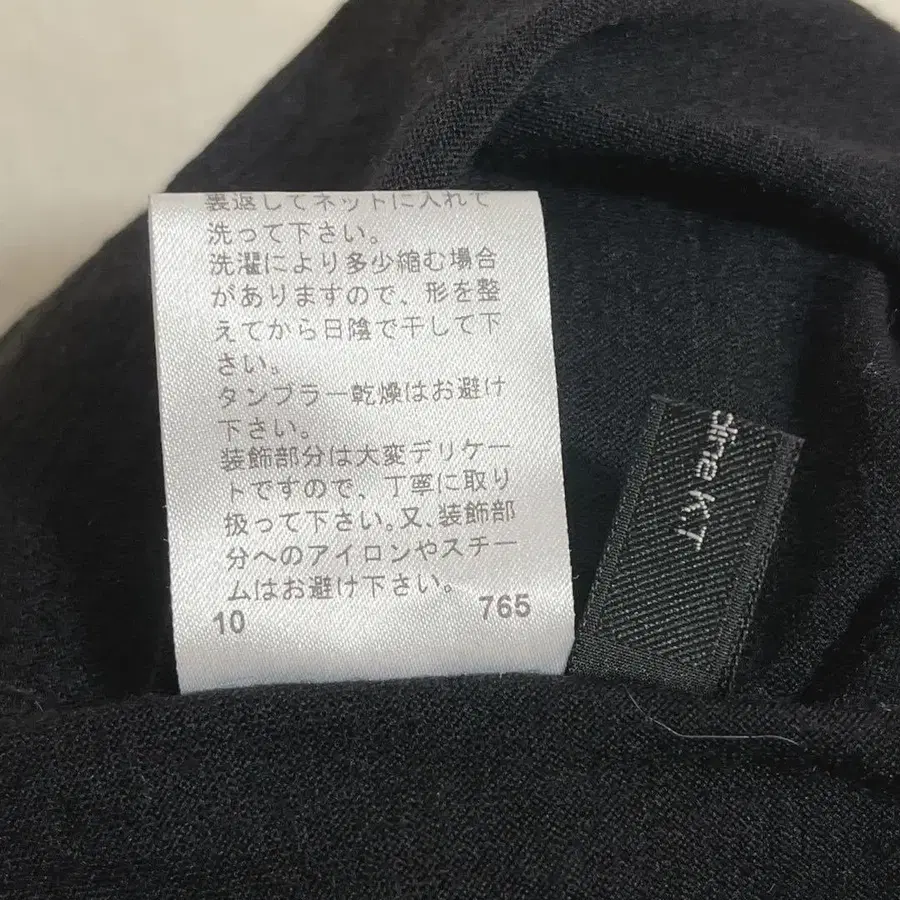 裏返してネットに入れて
洗って下さい。
洗濯により多少縮む場合
がありますので、形を整
えてから日陰で干して下
さい。
タンブラー乾燥はお避け
下さい。
装飾部分は大変デリケー
トですので、丁寧に取り
扱って下さい。又、装飾部
分へのアイロンやスチー
ムはお避け下さい。
10 765
dline K.T